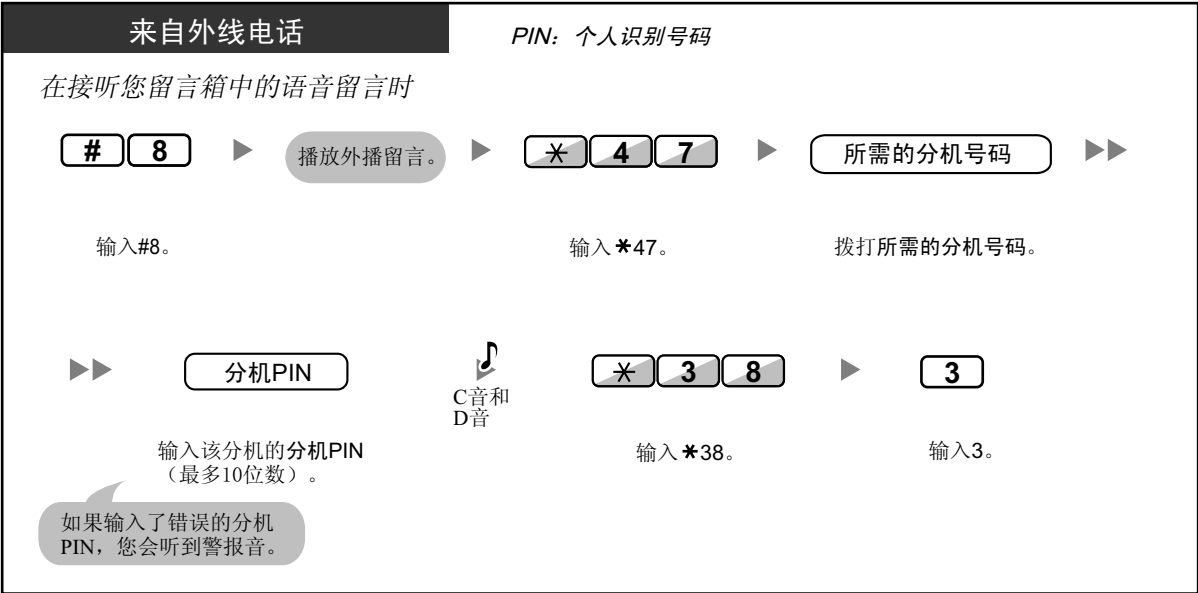 来自外线电话
PIN：个人识别号码
在接听您留言箱中的语音留言时
# 8
播放外播留言。
* 4 7
所需的分机号码
输入#8。
输入*47。
拨打所需的分机号码。
分机PIN
C音和
D音
* 3 8
3
输入该分机的分机PIN
（最多10位数）。
输入*38。
输入3。
如果输入了错误的分机
PIN，您会听到警报音。